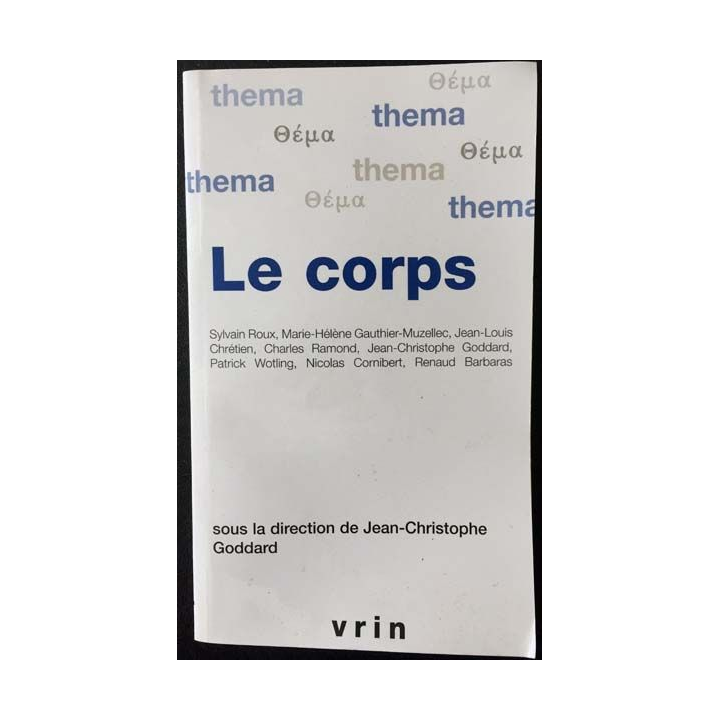 Θέμα
thema
thema
Θέμα
Θέμα
thema
thema
Θέμα
thema
Le corps
Sylvain Roux, Marie-Hélène Gauthier-Muzellec, Jean-Louis
Chrétien, Charles Ramond, Jean-Christophe Goddard,
Patrick Wotling, Nicolas Cornibert, Renaud Barbaras
sous la direction de Jean-Christophe
Goddard
vrin